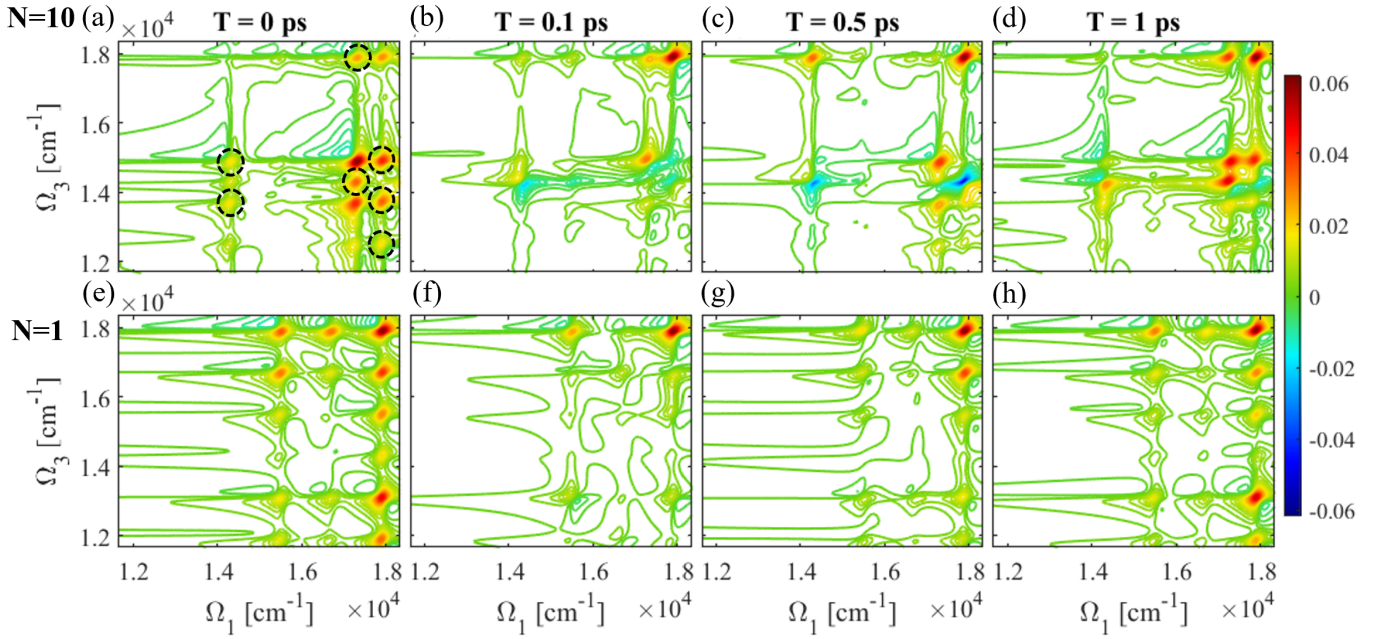 N=10 (a) ×10⁴ T = 0 ps (b) T = 0.1 ps (c) T = 0.5 ps (d) T = 1 ps
1.8
1.6
1.4
1.2
Ω₃ [cm⁻¹]
0.06
0.04
0.02
0
-0.02
-0.04
-0.06
N=1 (e) ×10⁴ (f) (g) (h)
1.8
1.6
1.4
1.2
Ω₃ [cm⁻¹]
1.2 1.4 1.6 1.8 1.2 1.4 1.6 1.8 1.2 1.4 1.6 1.8 1.2 1.4 1.6 1.8
Ω₁ [cm⁻¹] ×10⁴ Ω₁ [cm⁻¹] ×10⁴ Ω₁ [cm⁻¹] ×10⁴ Ω₁ [cm⁻¹] ×10⁴